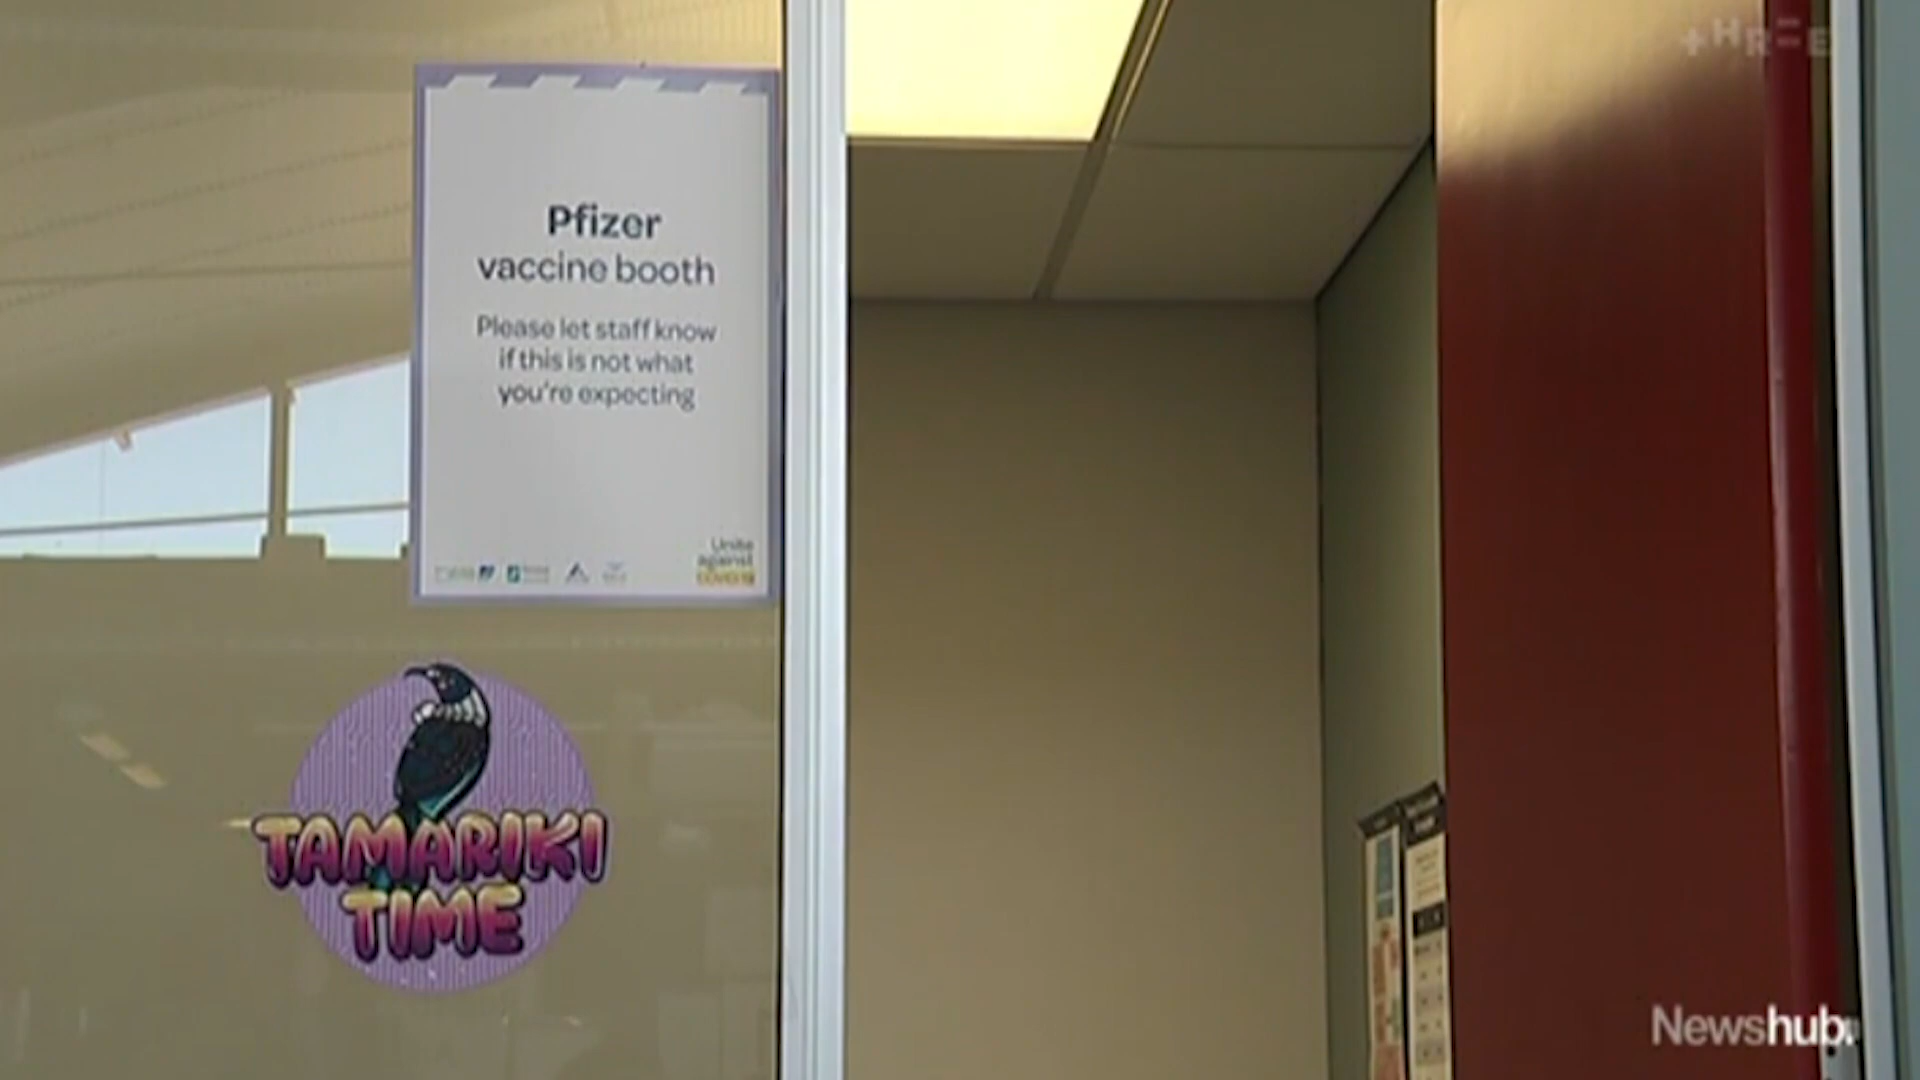 +HR=E
Pfizer
vaccine booth
Please let staff know
if this is not what
you're expecting
Unite
against
COVID-19
TAMARIKI
TIME
Newshub.